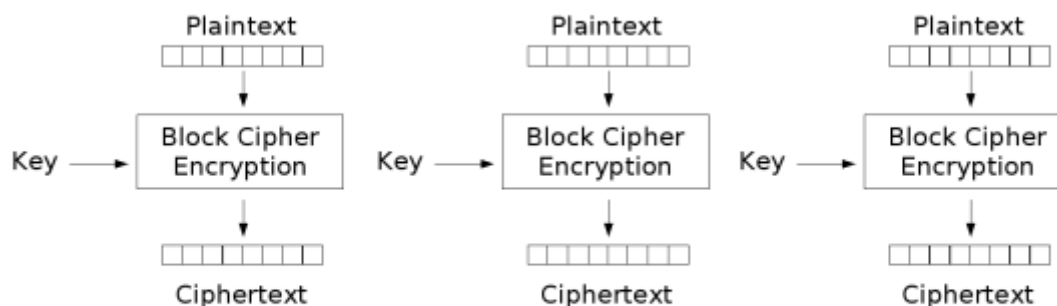 Plaintext Plaintext Plaintext
Key Block Cipher Encryption Key Block Cipher Encryption Key Block Cipher Encryption
Ciphertext Ciphertext Ciphertext